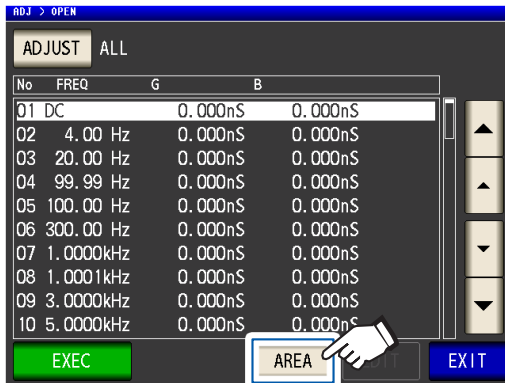 ADJ > OPEN
ADJUST ALL
No FREQ G B
01 DC 0.000nS 0.000nS
02 4.00 Hz 0.000nS 0.000nS
03 20.00 Hz 0.000nS 0.000nS
04 99.99 Hz 0.000nS 0.000nS
05 100.00 Hz 0.000nS 0.000nS
06 300.00 Hz 0.000nS 0.000nS
07 1.0000kHz 0.000nS 0.000nS
08 1.0001kHz 0.000nS 0.000nS
09 3.0000kHz 0.000nS 0.000nS
10 5.0000kHz 0.000nS 0.000nS
EXEC AREA EDIT EXIT